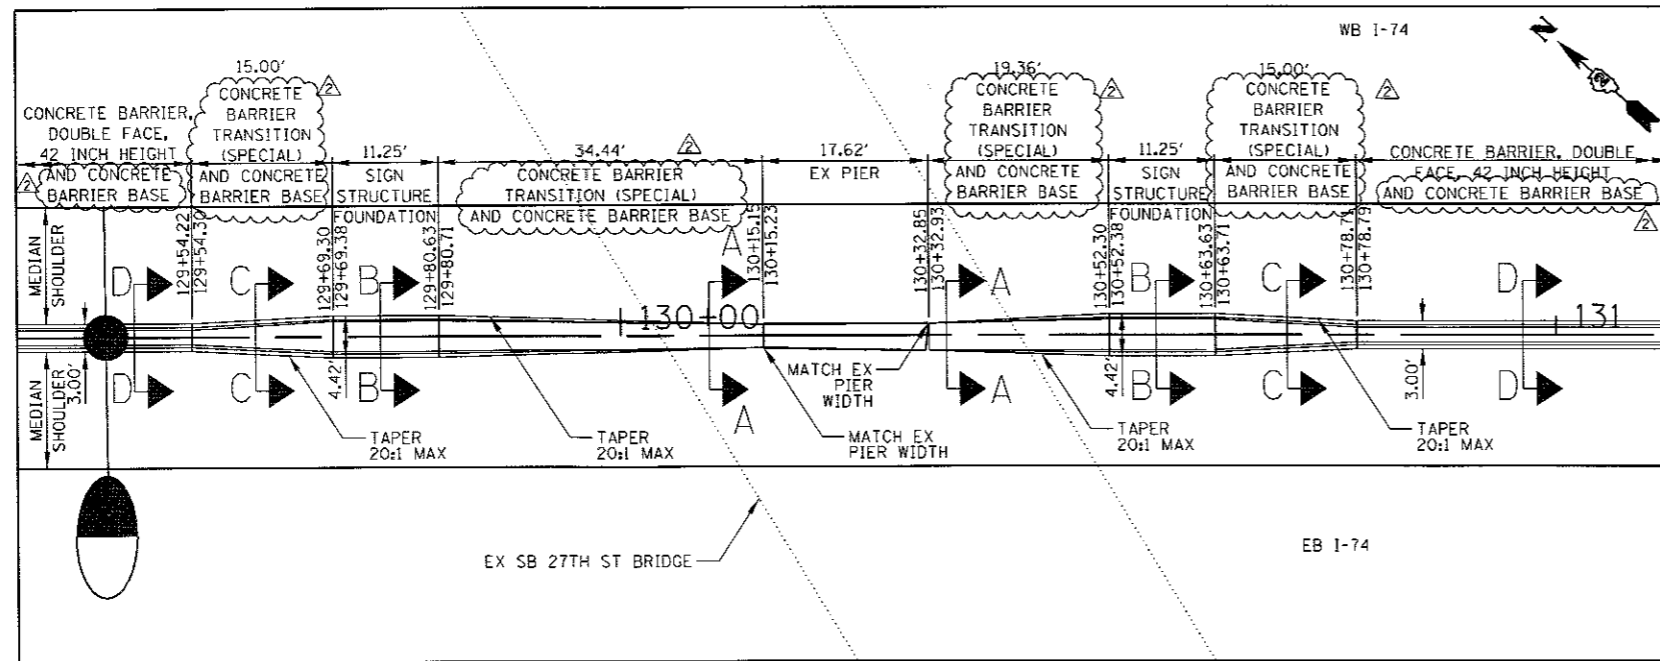 WB I-74
N
15.00'
CONCRETE
BARRIER
TRANSITION
(SPECIAL)
AND CONCRETE
BARRIER BASE
2
CONCRETE BARRIER,
DOUBLE FACE,
42 INCH HEIGHT
AND CONCRETE
BARRIER BASE
2
11.25'
SIGN
STRUCTURE
FOUNDATION
34.44'
2
CONCRETE BARRIER
TRANSITION (SPECIAL)
AND CONCRETE BARRIER BASE
17.62'
EX PIER
19.36'
CONCRETE
BARRIER
TRANSITION
(SPECIAL)
AND CONCRETE
BARRIER BASE
2
11.25'
SIGN
STRUCTURE
FOUNDATION
15.00'
CONCRETE
BARRIER
TRANSITION
(SPECIAL)
AND CONCRETE
BARRIER BASE
2
CONCRETE BARRIER, DOUBLE
FACE, 42 INCH HEIGHT
AND CONCRETE BARRIER BASE
2
129+54.22
129+54.30
129+69.30
129+69.38
129+80.63
129+80.71
130+15.15
130+15.23
130+32.85
130+32.93
130+52.30
130+52.38
130+63.63
130+63.71
130+78.71
130+78.79
MEDIAN
SHOULDER
D
C
B
A
A
B
C
D
130+00
131
MEDIAN
SHOULDER
3.00'
D
C
4.42'
B
A
A
4.42'
B
C
3.00'
D
TAPER
20:1 MAX
TAPER
20:1 MAX
MATCH EX
PIER
WIDTH
MATCH EX
PIER WIDTH
TAPER
20:1 MAX
TAPER
20:1 MAX
EX SB 27TH ST BRIDGE
EB I-74